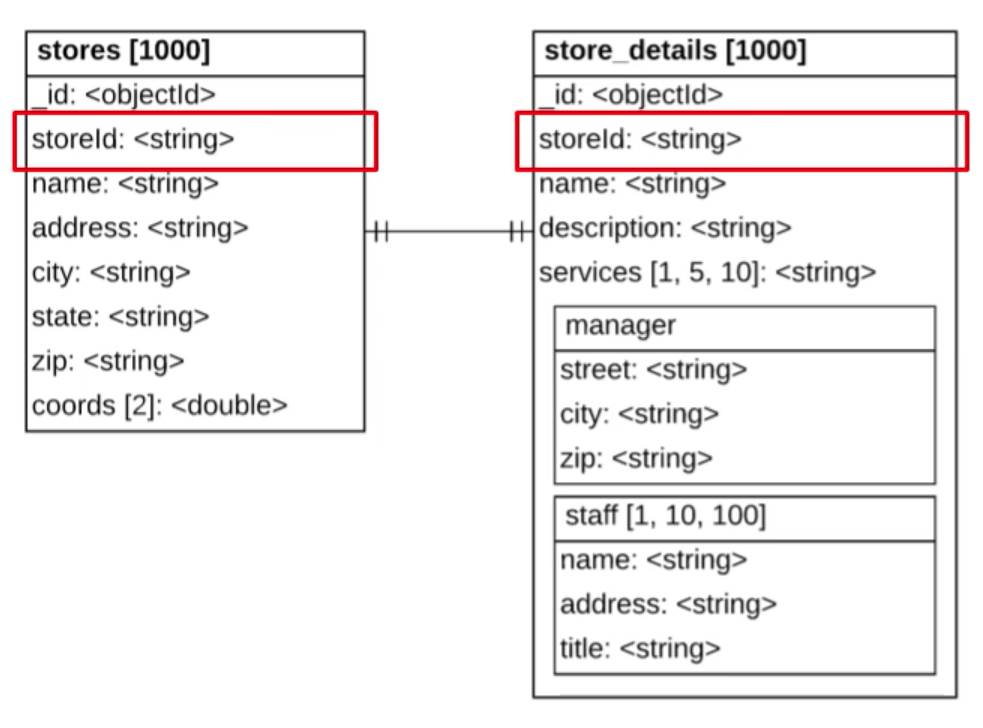 stores [1000]
_id: <objectId>
storeId: <string>
name: <string>
address: <string>
city: <string>
state: <string>
zip: <string>
coords [2]: <double>
store_details [1000]
_id: <objectId>
storeId: <string>
name: <string>
description: <string>
services [1, 5, 10]: <string>
manager
street: <string>
city: <string>
zip: <string>
staff [1, 10, 100]
name: <string>
address: <string>
title: <string>